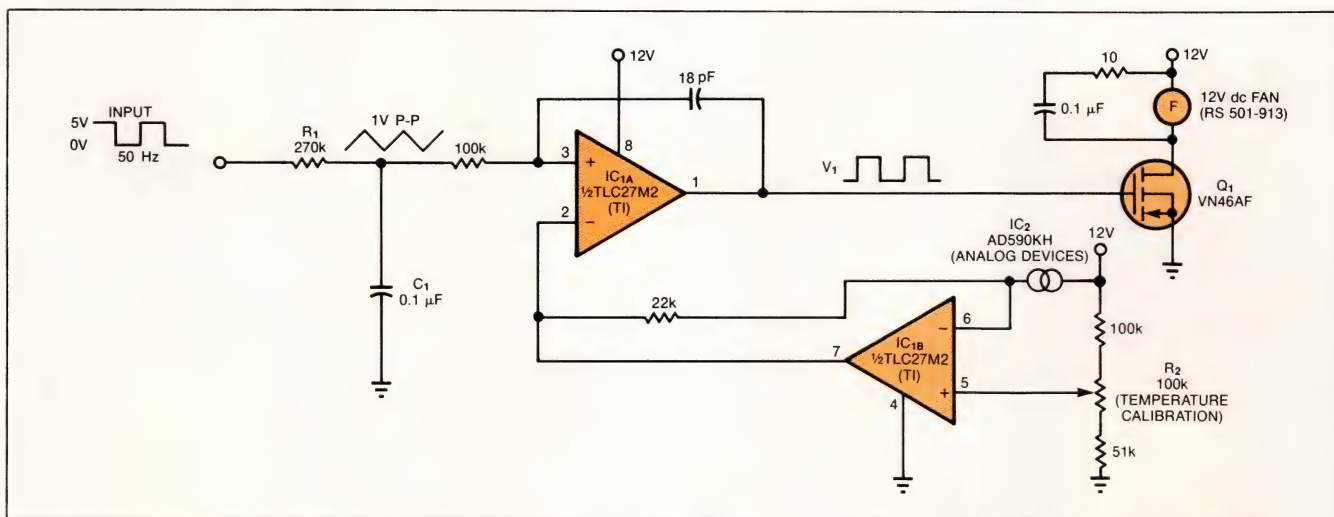 INPUT
5V
0V
50 Hz
R1
270k
1V P-P
C1
0.1 µF
100k
12V
18 pF
3
+
8
IC1A
½TLC27M2
(TI)
1
2
–
V1
10
0.1 µF
12V
F
12V dc FAN
(RS 501-913)
Q1
VN46AF
IC2
AD590KH
(ANALOG DEVICES)
12V
22k
7
6
–
IC1B
½TLC27M2
(TI)
5
+
4
100k
R2
100k
(TEMPERATURE
CALIBRATION)
51k